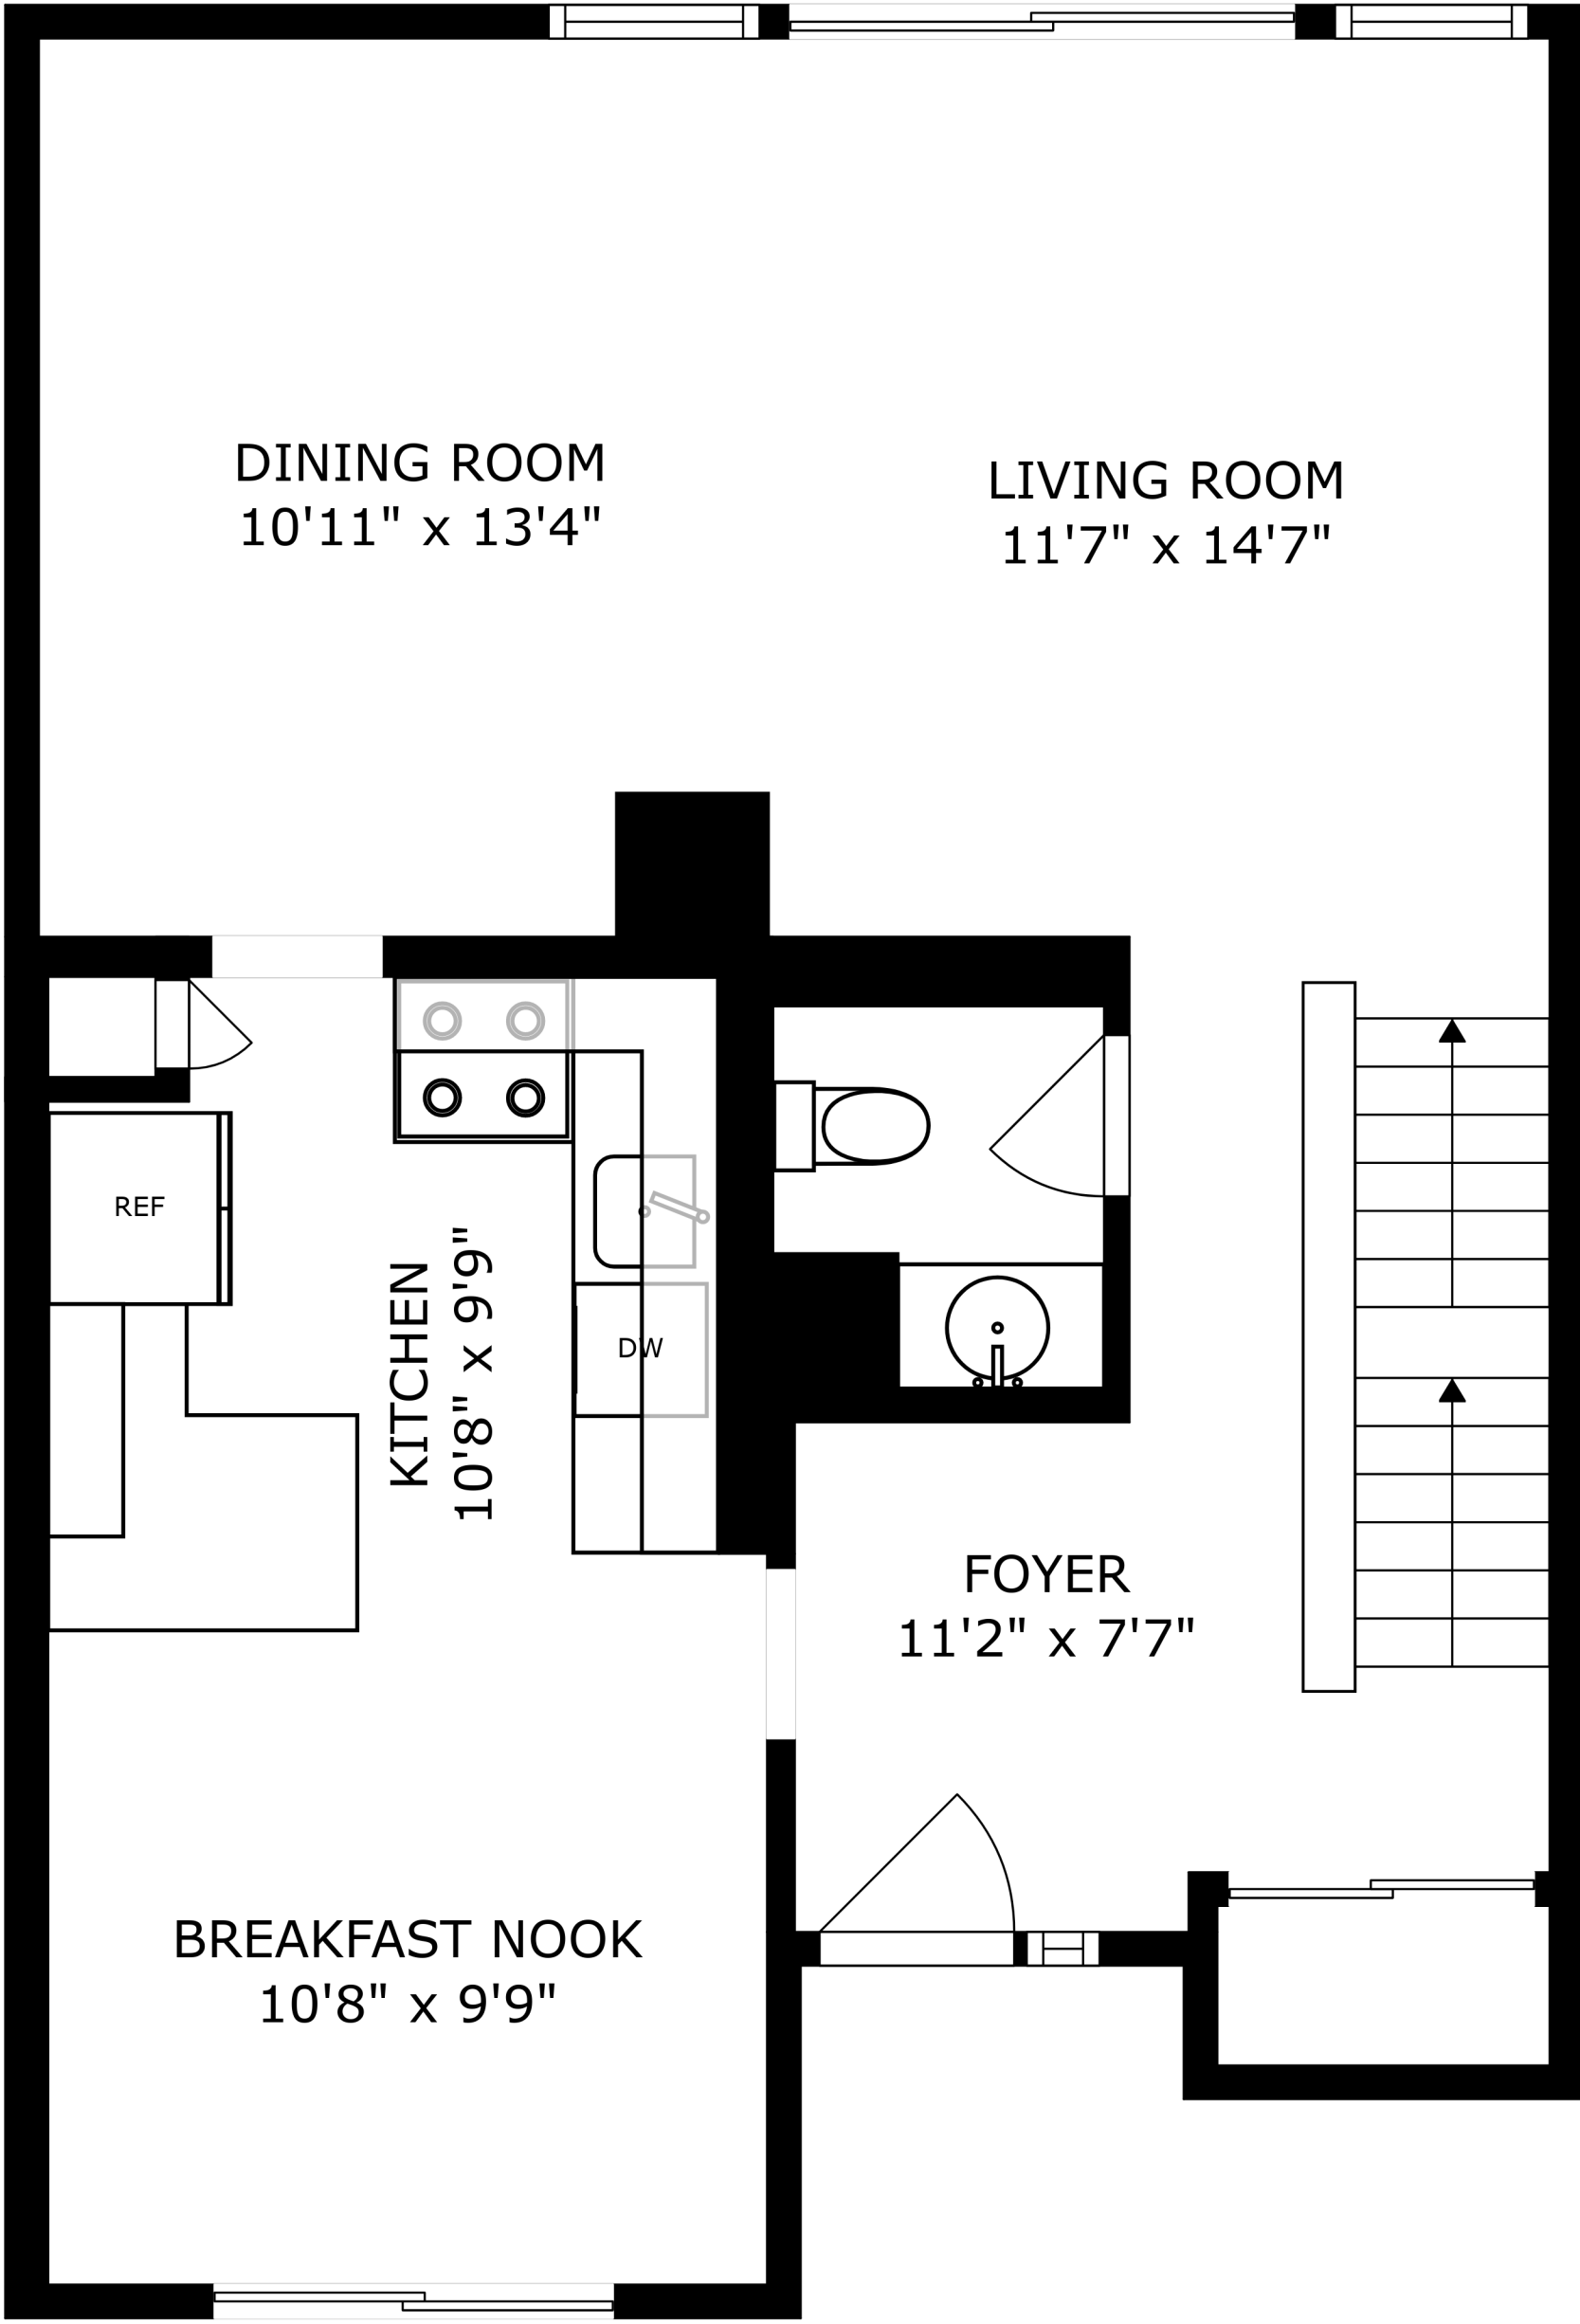 DINING ROOM
10'11" x 13'4"
LIVING ROOM
11'7" x 14'7"
REF
KITCHEN
10'8" x 9'9"
DW
FOYER
11'2" x 7'7"
BREAKFAST NOOK
10'8" x 9'9"